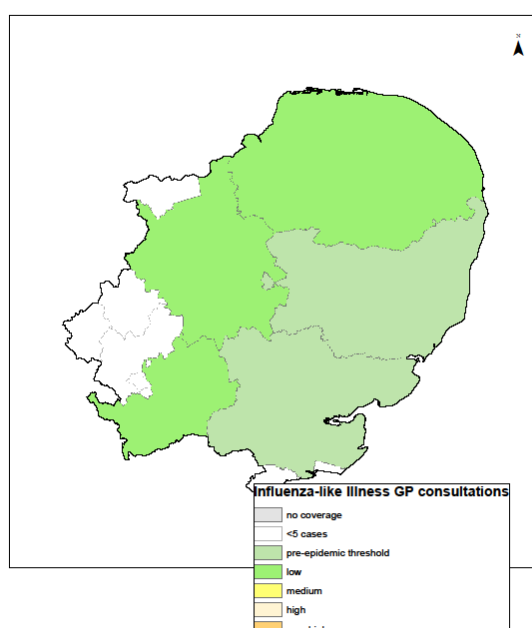 N
Influenza-like Illness GP consultations
no coverage
<5 cases
pre-epidemic threshold
low
medium
high